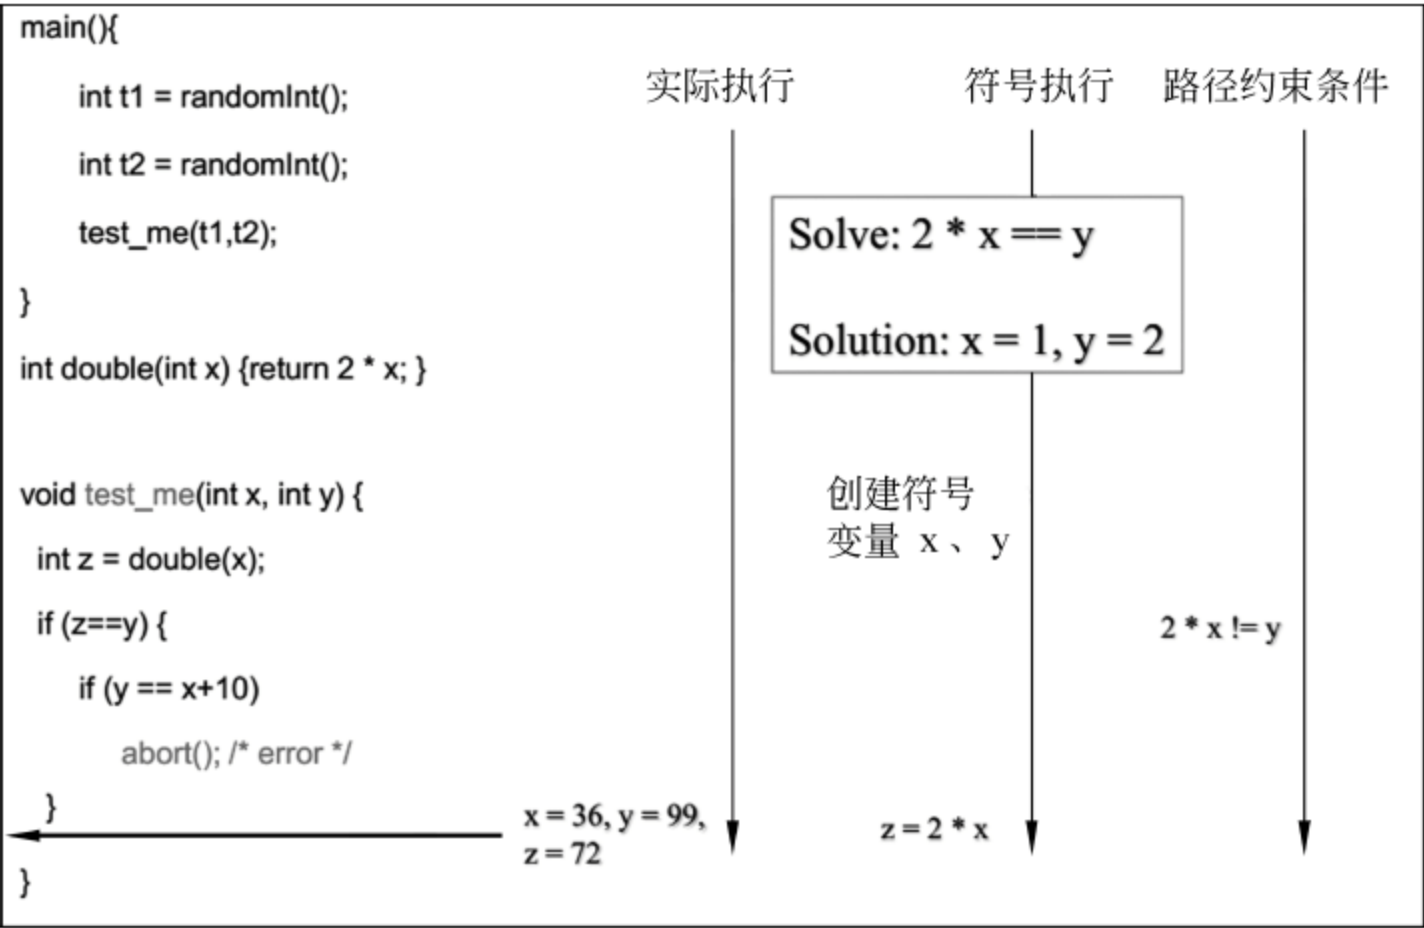 main(){
int t1 = randomInt();
int t2 = randomInt();
test_me(t1,t2);
}
int double(int x) {return 2 * x; }
void test_me(int x, int y) {
int z = double(x);
if (z==y) {
if (y == x+10)
abort(); /* error */
}
}
实际执行
符号执行
路径约束条件
Solve: 2 * x == y
Solution: x = 1, y = 2
创建符号
变量 x 、 y
2 * x != y
x = 36, y = 99,
z = 72
z = 2 * x